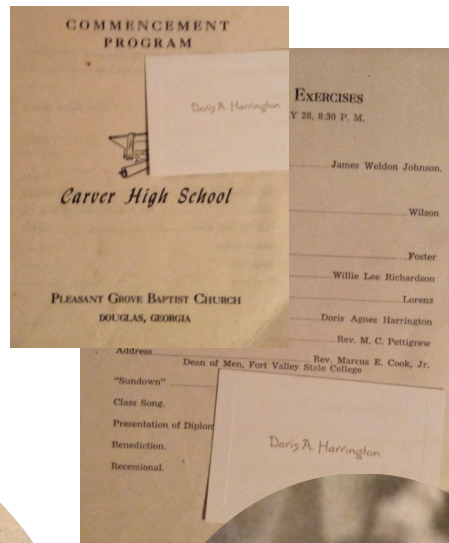 COMMENCEMENT
PROGRAM
Doris A. Harrington
Carver High School
PLEASANT GROVE BAPTIST CHURCH
DOUGLAS, GEORGIA
EXERCISES
Y 28, 8:30 P. M.
James Weldon Johnson.
Wilson
Foster
Willie Lee Richardson
Lorenz
Doris Agnes Harrington
Rev. M. C. Pettigrew
Address Rev. Marcus E. Cook, Jr.
Dean of Men, Fort Valley State College
"Sundown"
Class Song.
Presentation of Diplom
Benediction.
Recessional.
Doris A. Harrington